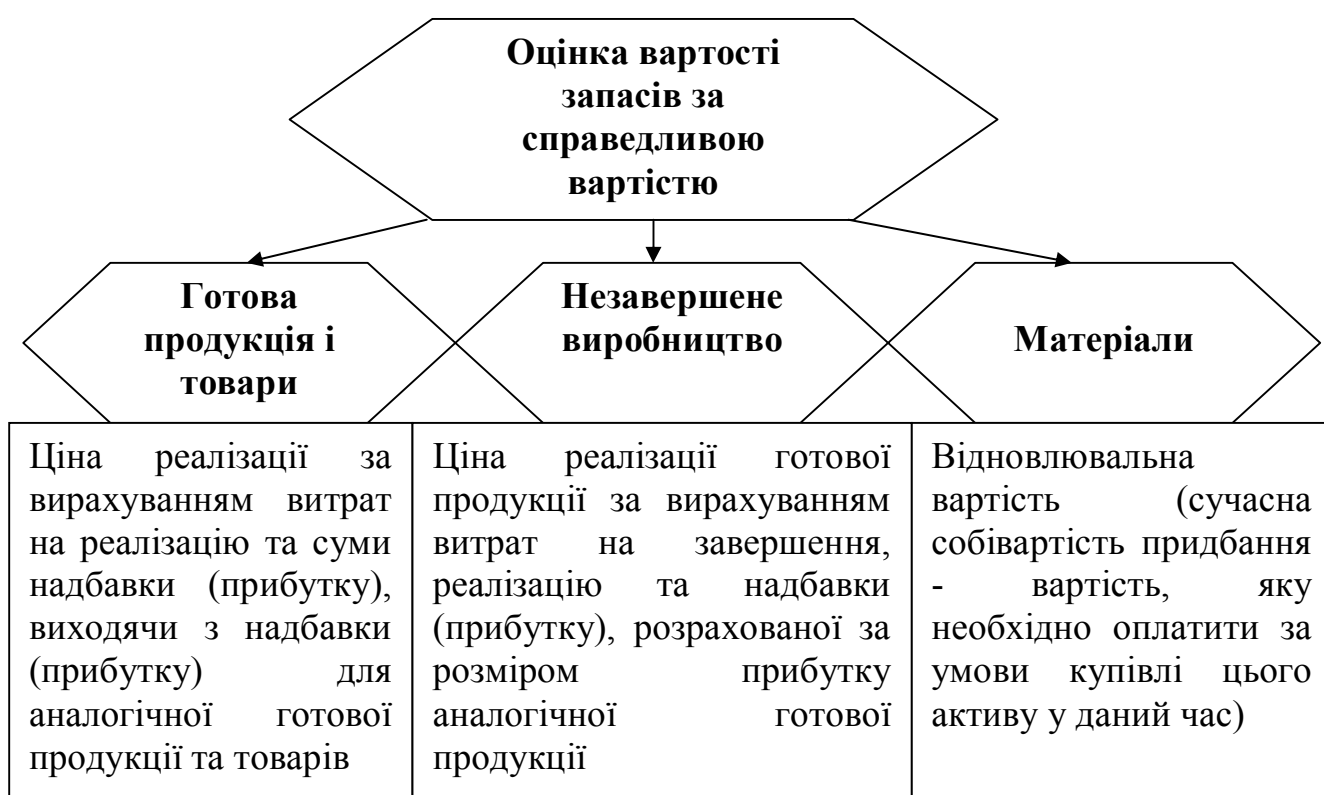 Оцінка вартості
запасів за
справедливою
вартістю
Готова
продукція і
товари
Незавершене
виробництво
Матеріали
Ціна реалізації за
вирахуванням витрат
на реалізацію та суми
надбавки (прибутку),
виходячи з надбавки
(прибутку) для
аналогічної готової
продукції та товарів
Ціна реалізації готової
продукції за вирахуванням
витрат на завершення,
реалізацію та надбавки
(прибутку), розрахованої за
розміром прибутку
аналогічної готової
продукції
Відновлювальна
вартість (сучасна
собівартість придбання
- вартість, яку
необхідно оплатити за
умови купівлі цього
активу у даний час)